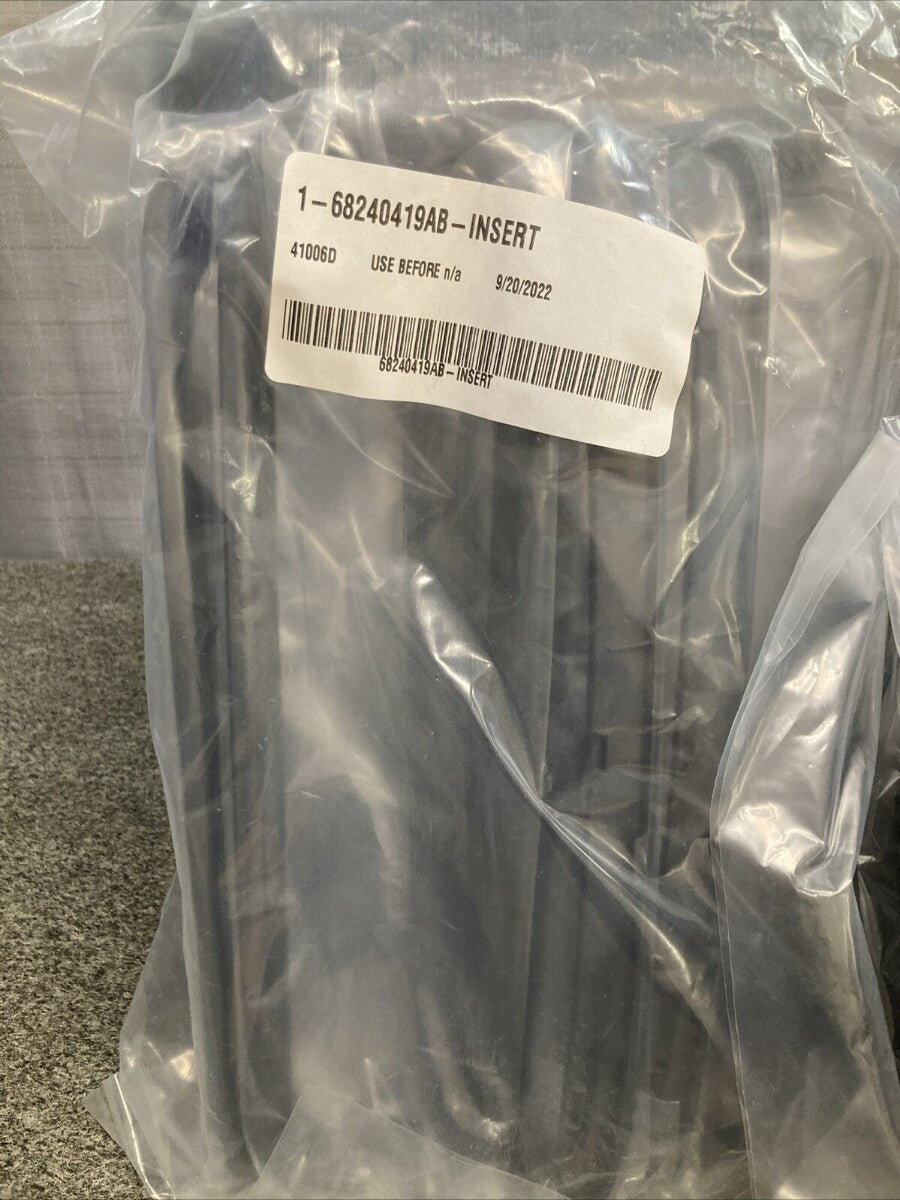 1-68240419AB-INSERT
41006D USE BEFORE n/a 9/20/2022
68240419AB-INSERT